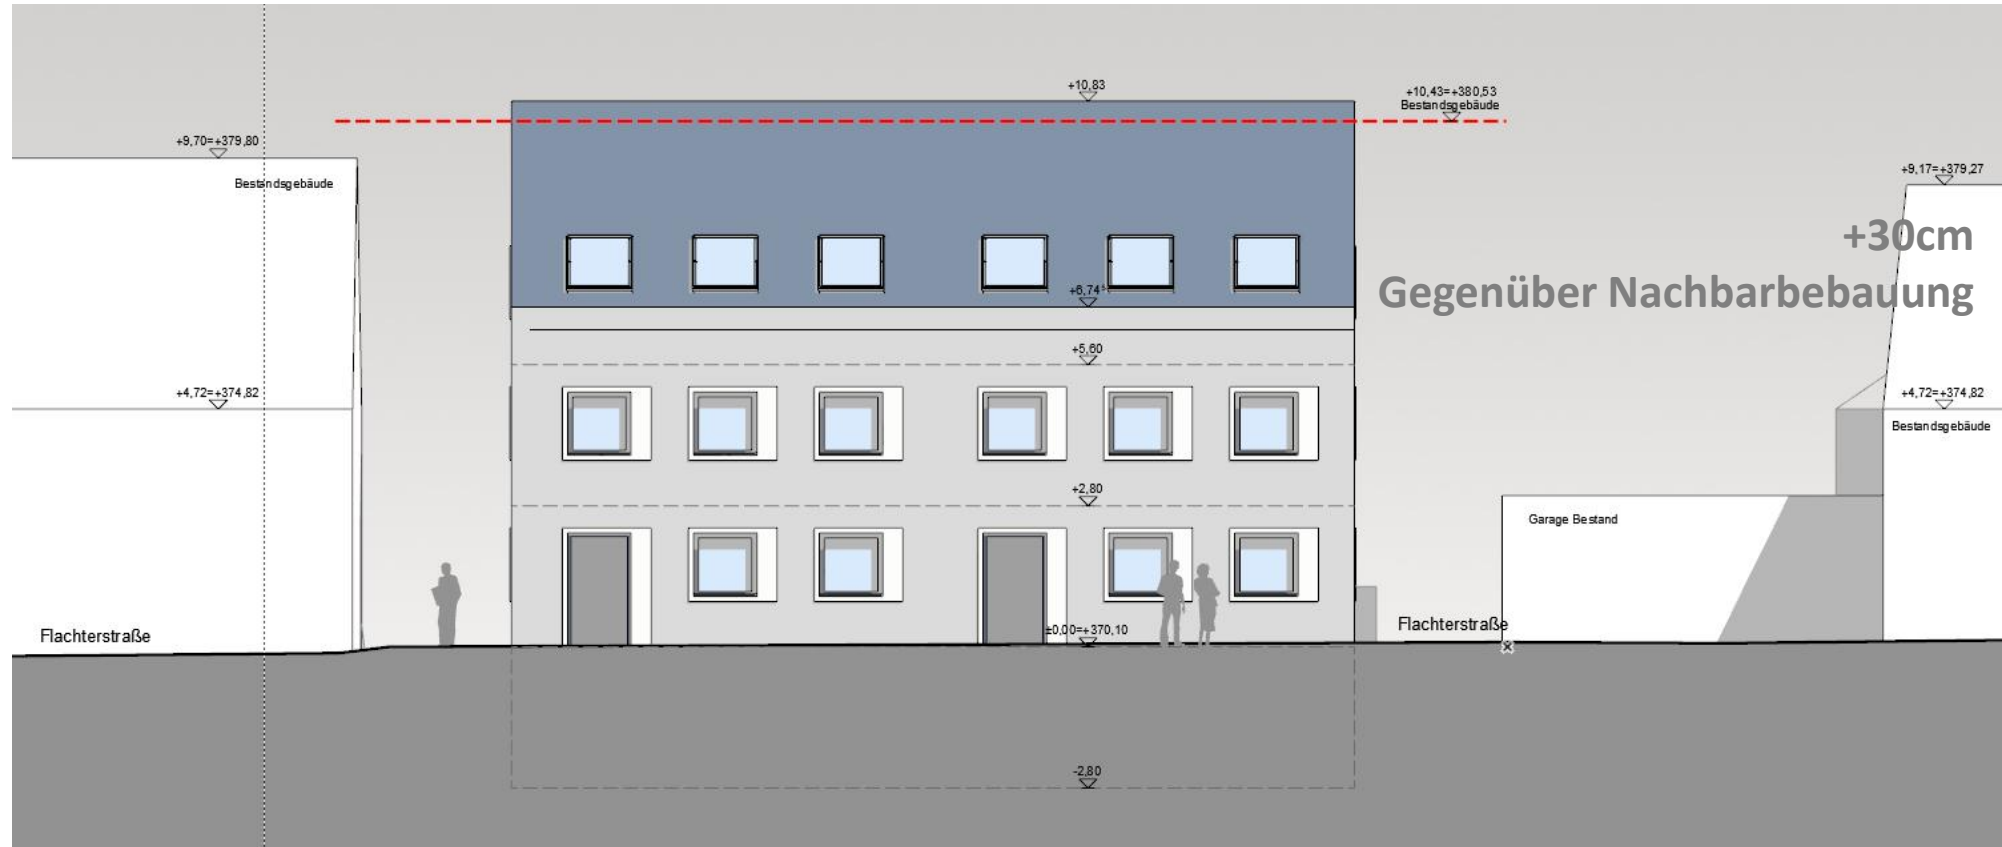 +10,83
+10,43=+380,53
Bestandsgebäude
+9,70=+379,80
Bestandsgebäude
+9,17=+379,27
+30cm
Gegenüber Nachbarbebauung
+6,74⁵
+5,60
+4,72=+374,82
+4,72=+374,82
Bestandsgebäude
+2,80
Garage Bestand
Flachterstraße
±0,00=+370,10
Flachterstraße
-2,80